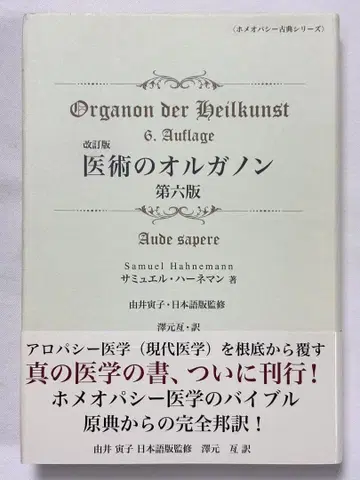 〈ホメオパシー古典シリーズ〉
Organon der Heilkunst
6. Auflage
改訂版
医術のオルガノン
第六版
Aude sapere
Samuel Hahnemann
サミュエル・ハーネマン 著
由井寅子・日本語版監修
澤元亙・訳
アロパシー医学（現代医学）を根底から覆す
真の医学の書、ついに刊行！
ホメオパシー医学のバイブル
原典からの完全邦訳！
由井 寅子 日本語版監修 澤元 亙 訳